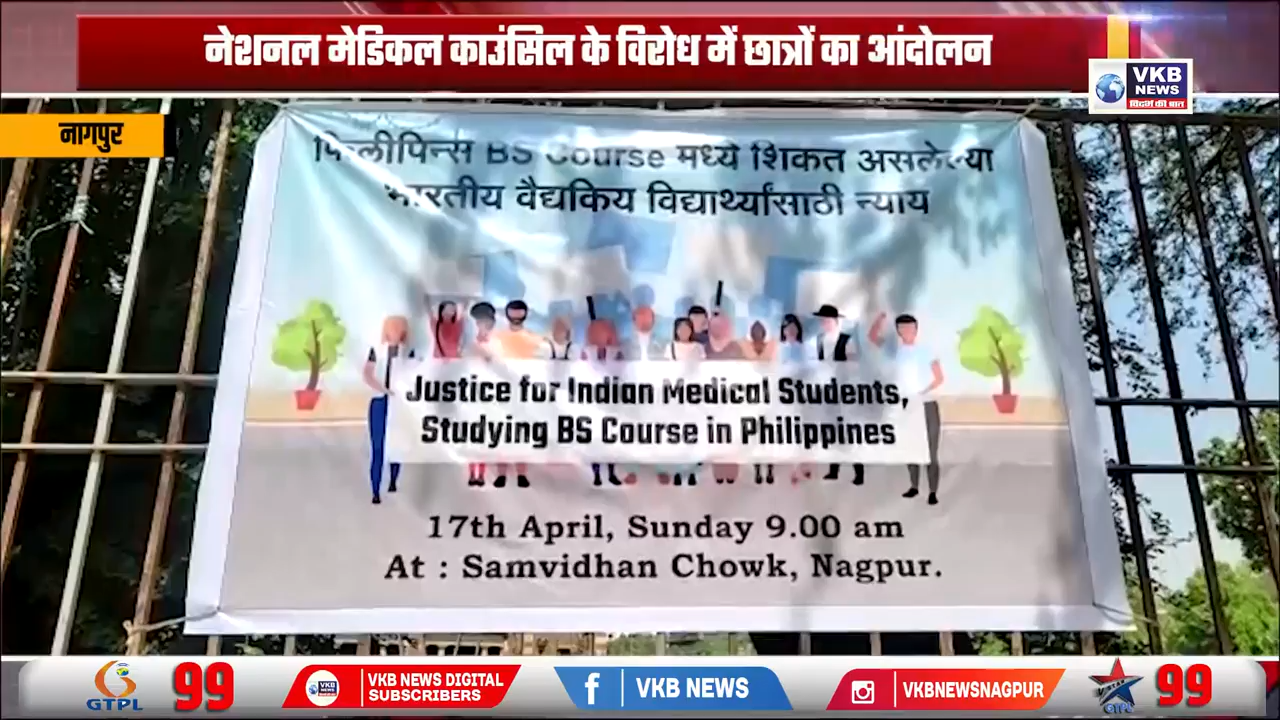 नेशनल मेडिकल काउंसिल के विरोध में छात्रों का आंदोलन
VKB
NEWS
विदर्भ की बात
नागपुर
फिलीपिन्स BS Course मध्ये शिकत असलेल्या
भारतीय वैद्यकिय विद्यार्थ्यांसाठी न्याय
Justice for Indian Medical Students,
Studying BS Course in Philippines
17th April, Sunday 9.00 am
At : Samvidhan Chowk, Nagpur.
GTPL 99
VKB NEWS DIGITAL
SUBSCRIBERS
VKB NEWS
VKBNEWSNAGPUR
GTPL 99